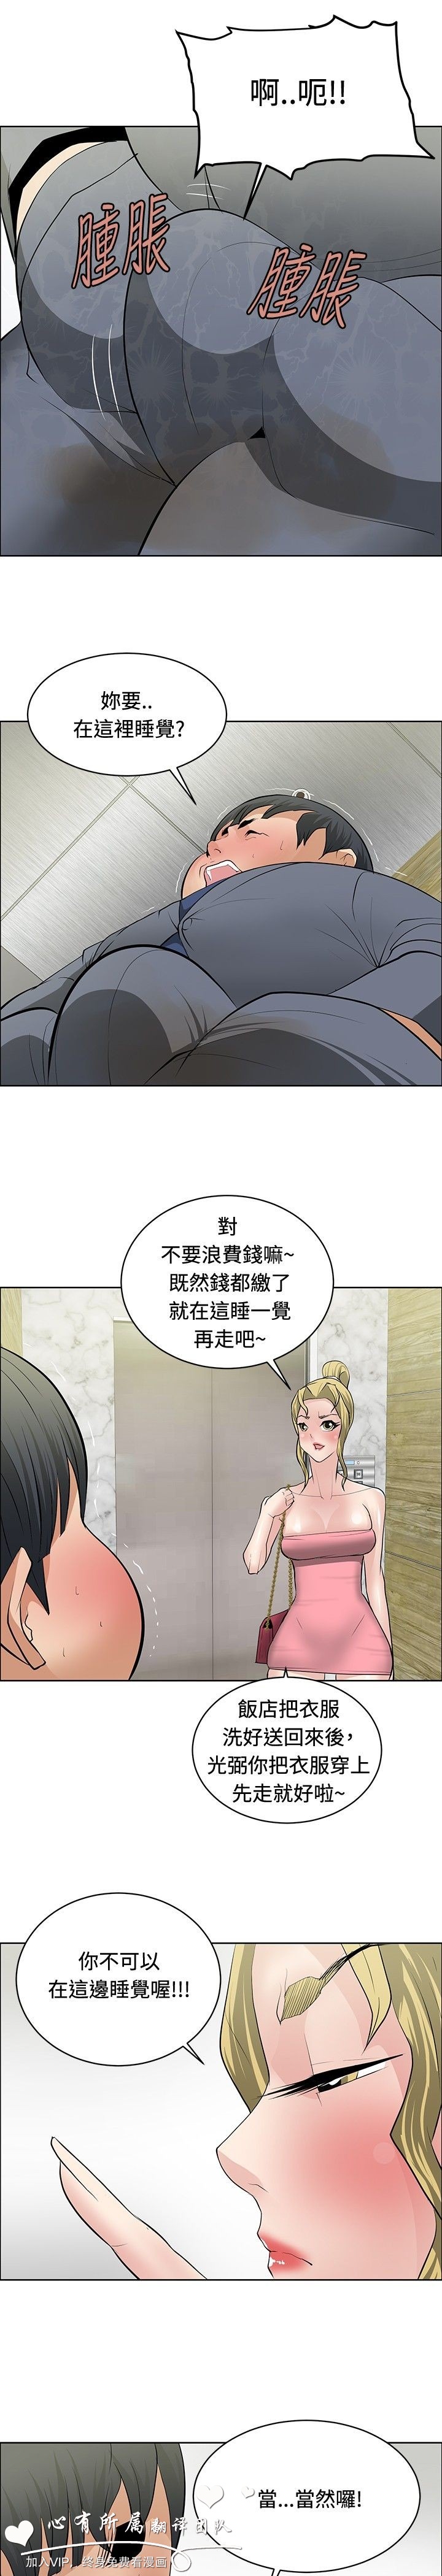 啊..呃!!
腫脹
腫脹
妳要..
在這裡睡覺?
對
不要浪費錢嘛~
既然錢都繳了
就在這睡一覺
再走吧~
飯店把衣服
洗好送回來後,
光弼你把衣服穿上
先走就好啦~
你不可以
在這邊睡覺喔!!!
當...當然囉!
心有所属翻译团队
加入VIP，终身免费看漫画